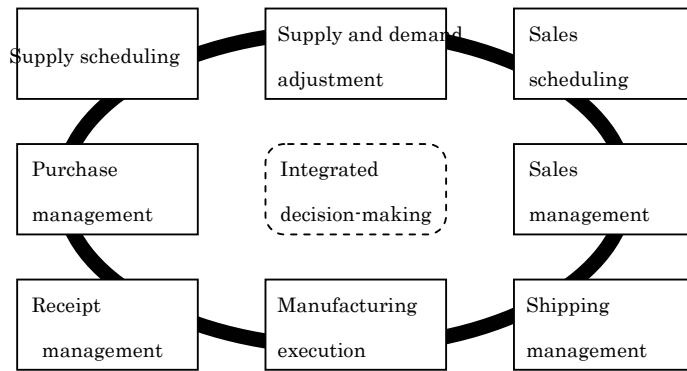 Supply scheduling
Supply and demand
adjustment
Sales
scheduling
Purchase
management
Integrated
decision-making
Sales
management
Receipt
management
Manufacturing
execution
Shipping
management